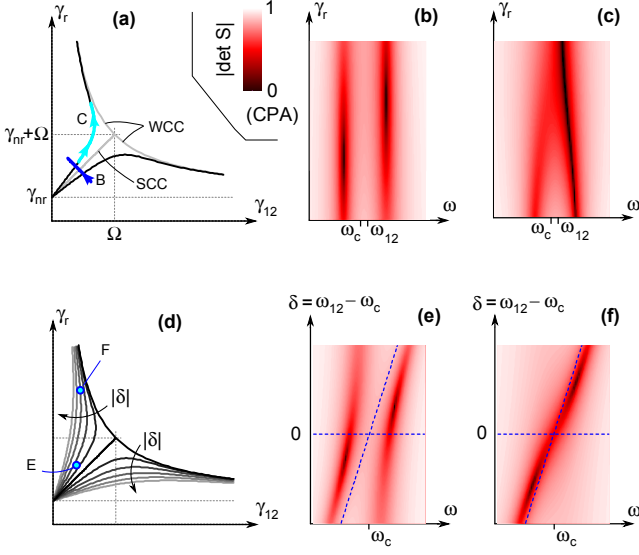 γr
(a)
C
WCC
γnr+Ω
B
SCC
γnr
Ω
γ12
|det S|
1
0
(CPA)
γr
(b)
ωc
ω12
ω
γr
(c)
ωc
ω12
ω
γr
(d)
F
|δ|
|δ|
E
γ12
δ = ω12 − ωc
(e)
0
ωc
ω
δ = ω12 − ωc
(f)
0
ωc
ω